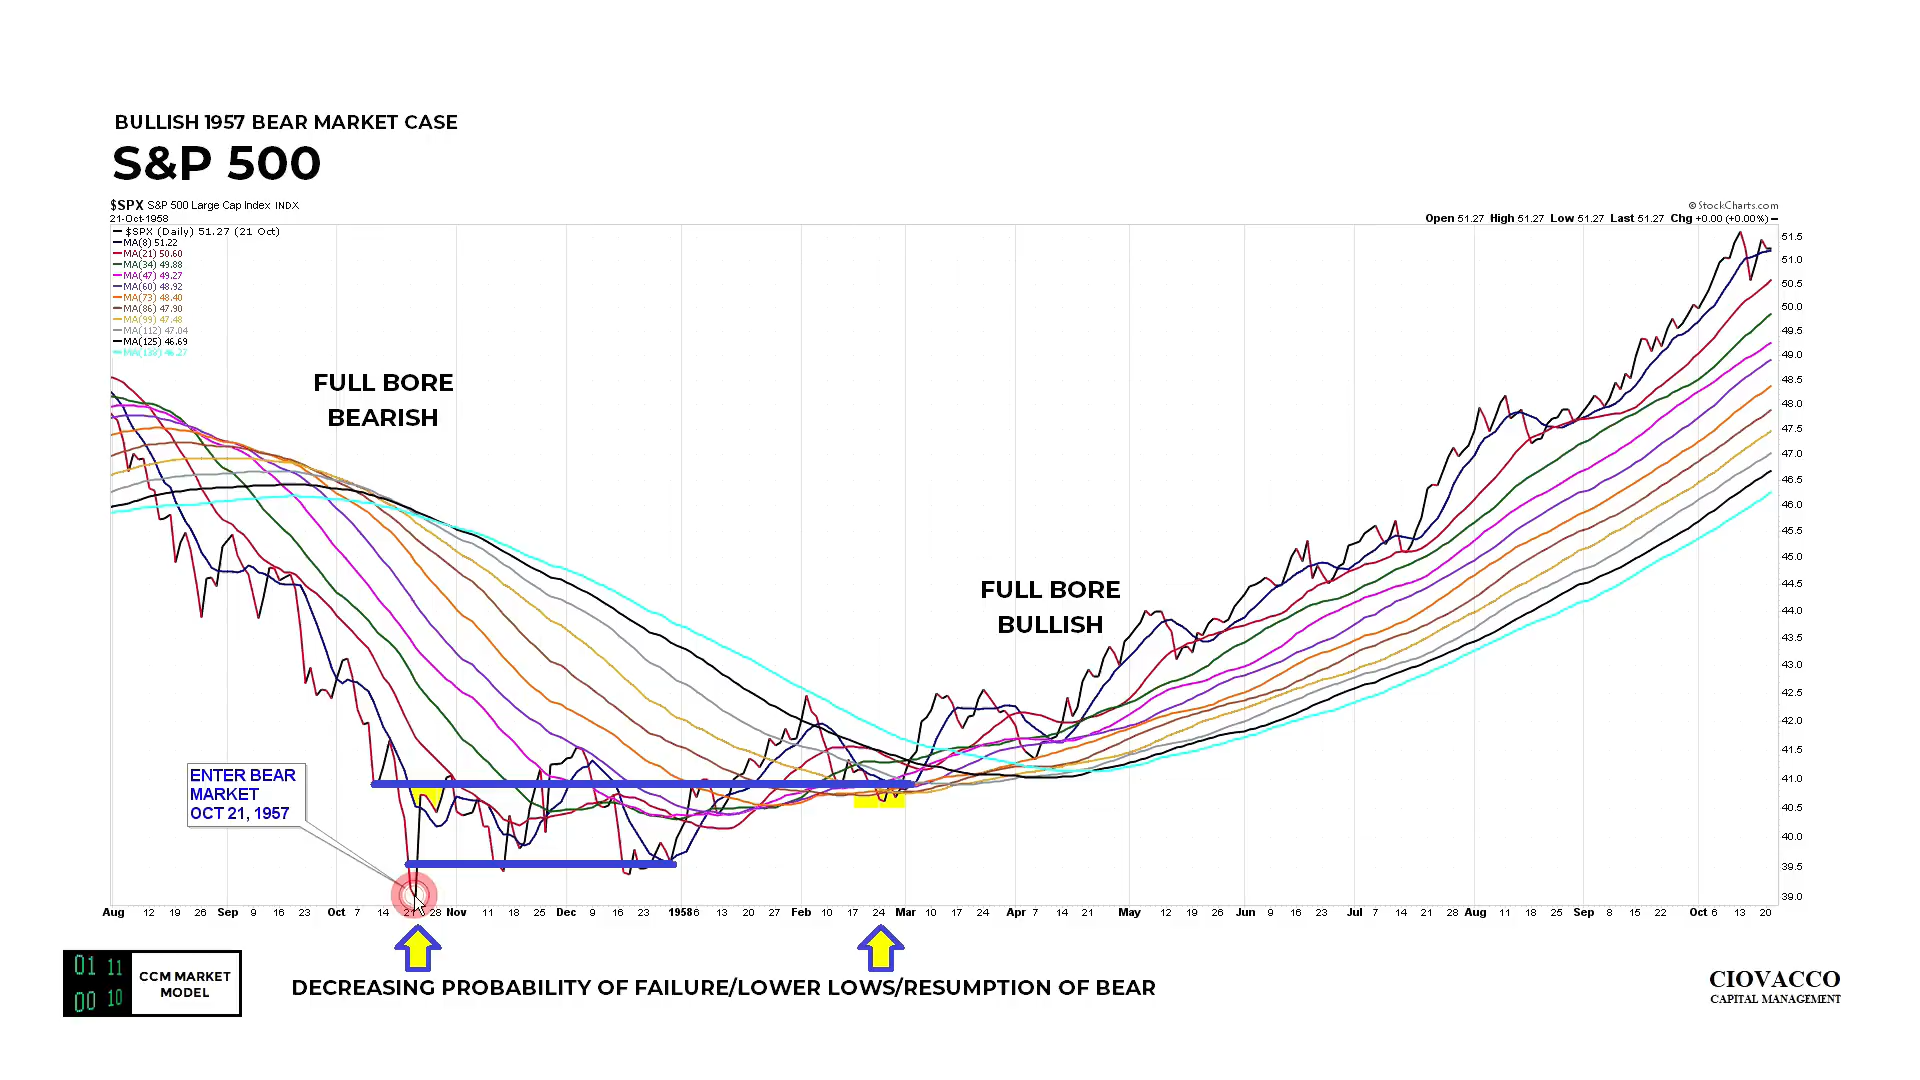 BULLISH 1957 BEAR MARKET CASE
S&P 500
$SPX S&P 500 Large Cap Index INDX
© StockCharts.com
21-Oct-1958
Open 51.27 High 51.27 Low 51.27 Last 51.27 Chg +0.00 (+0.00%)
$SPX (Daily) 51.27 (21 Oct)
MA(8) 51.22
MA(21) 50.60
MA(34) 49.88
MA(47) 49.27
MA(60) 48.92
MA(73) 48.40
MA(86) 47.90
MA(99) 47.48
MA(112) 47.04
MA(125) 46.69
MA(138) 46.27
51.5
51.0
50.5
50.0
49.5
49.0
48.5
48.0
47.5
47.0
46.5
46.0
45.5
45.0
44.5
44.0
43.5
43.0
42.5
42.0
41.5
41.0
40.5
40.0
39.5
39.0
FULL BORE
BEARISH
FULL BORE
BULLISH
ENTER BEAR
MARKET
OCT 21, 1957
Aug 12 19 26 Sep 9 16 23 Oct 7 14 21 28 Nov 11 18 25 Dec 9 16 23 1958 6 13 20 27 Feb 10 17 24 Mar 10 17 24 Apr 7 14 21 May 12 19 26 Jun 9 16 23 Jul 7 14 21 28 Aug 11 18 25 Sep 8 15 22 Oct 6 13 20
01 11
00 10
CCM MARKET
MODEL
DECREASING PROBABILITY OF FAILURE/LOWER LOWS/RESUMPTION OF BEAR
CIOVACCO
CAPITAL MANAGEMENT